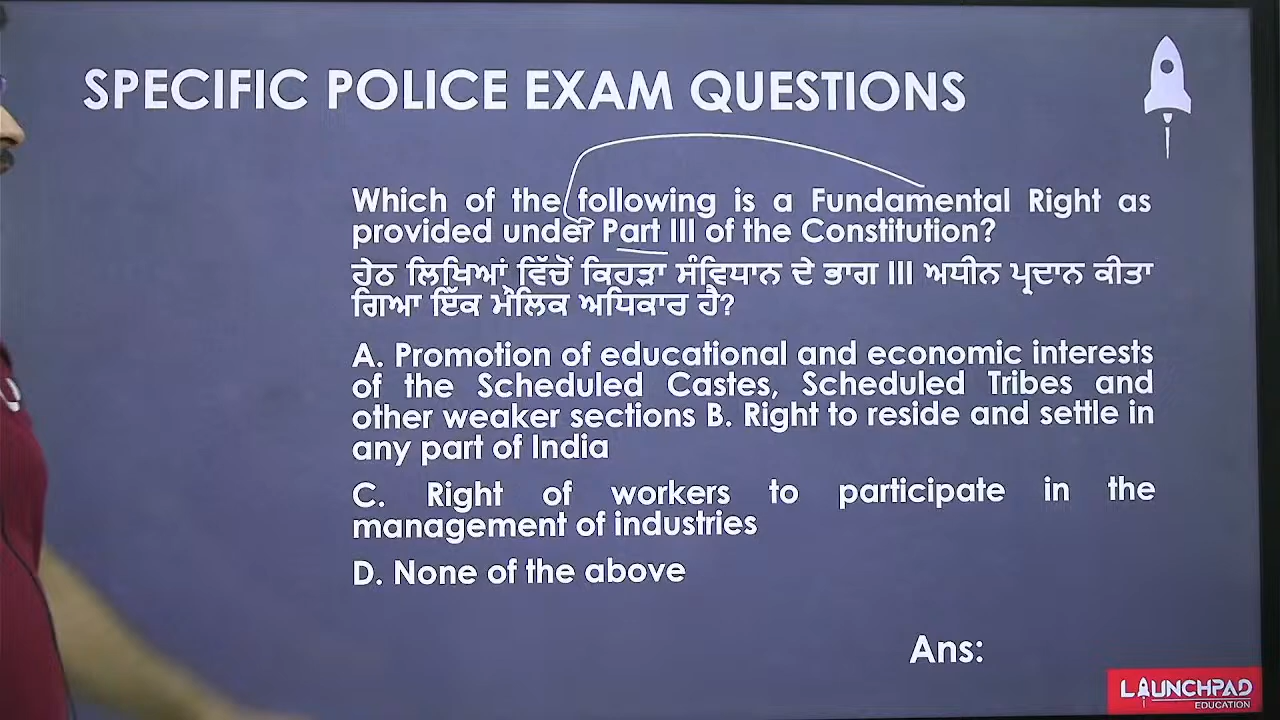 SPECIFIC POLICE EXAM QUESTIONS
Which of the following is a Fundamental Right as
provided under Part III of the Constitution?
ਹੇਠ ਲਿਖਿਆਂ ਵਿੱਚੋਂ ਕਿਹੜਾ ਸੰਵਿਧਾਨ ਦੇ ਭਾਗ III ਅਧੀਨ ਪ੍ਰਦਾਨ ਕੀਤਾ
ਗਿਆ ਇੱਕ ਮੌਲਿਕ ਅਧਿਕਾਰ ਹੈ?
A. Promotion of educational and economic interests
of the Scheduled Castes, Scheduled Tribes and
other weaker sections B. Right to reside and settle in
any part of India
C. Right of workers to participate in the
management of industries
D. None of the above
Ans:
LAUNCHPAD
EDUCATION